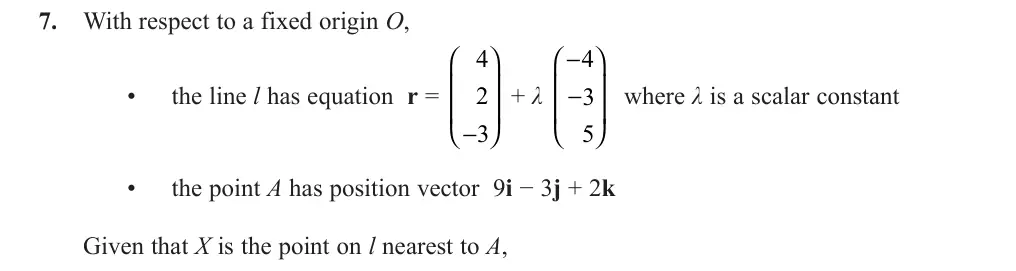 7. With respect to a fixed origin O,
• the line l has equation r = (4 2 −3) + λ (−4 −3 5) where λ is a scalar constant
• the point A has position vector 9i − 3j + 2k
Given that X is the point on l nearest to A,